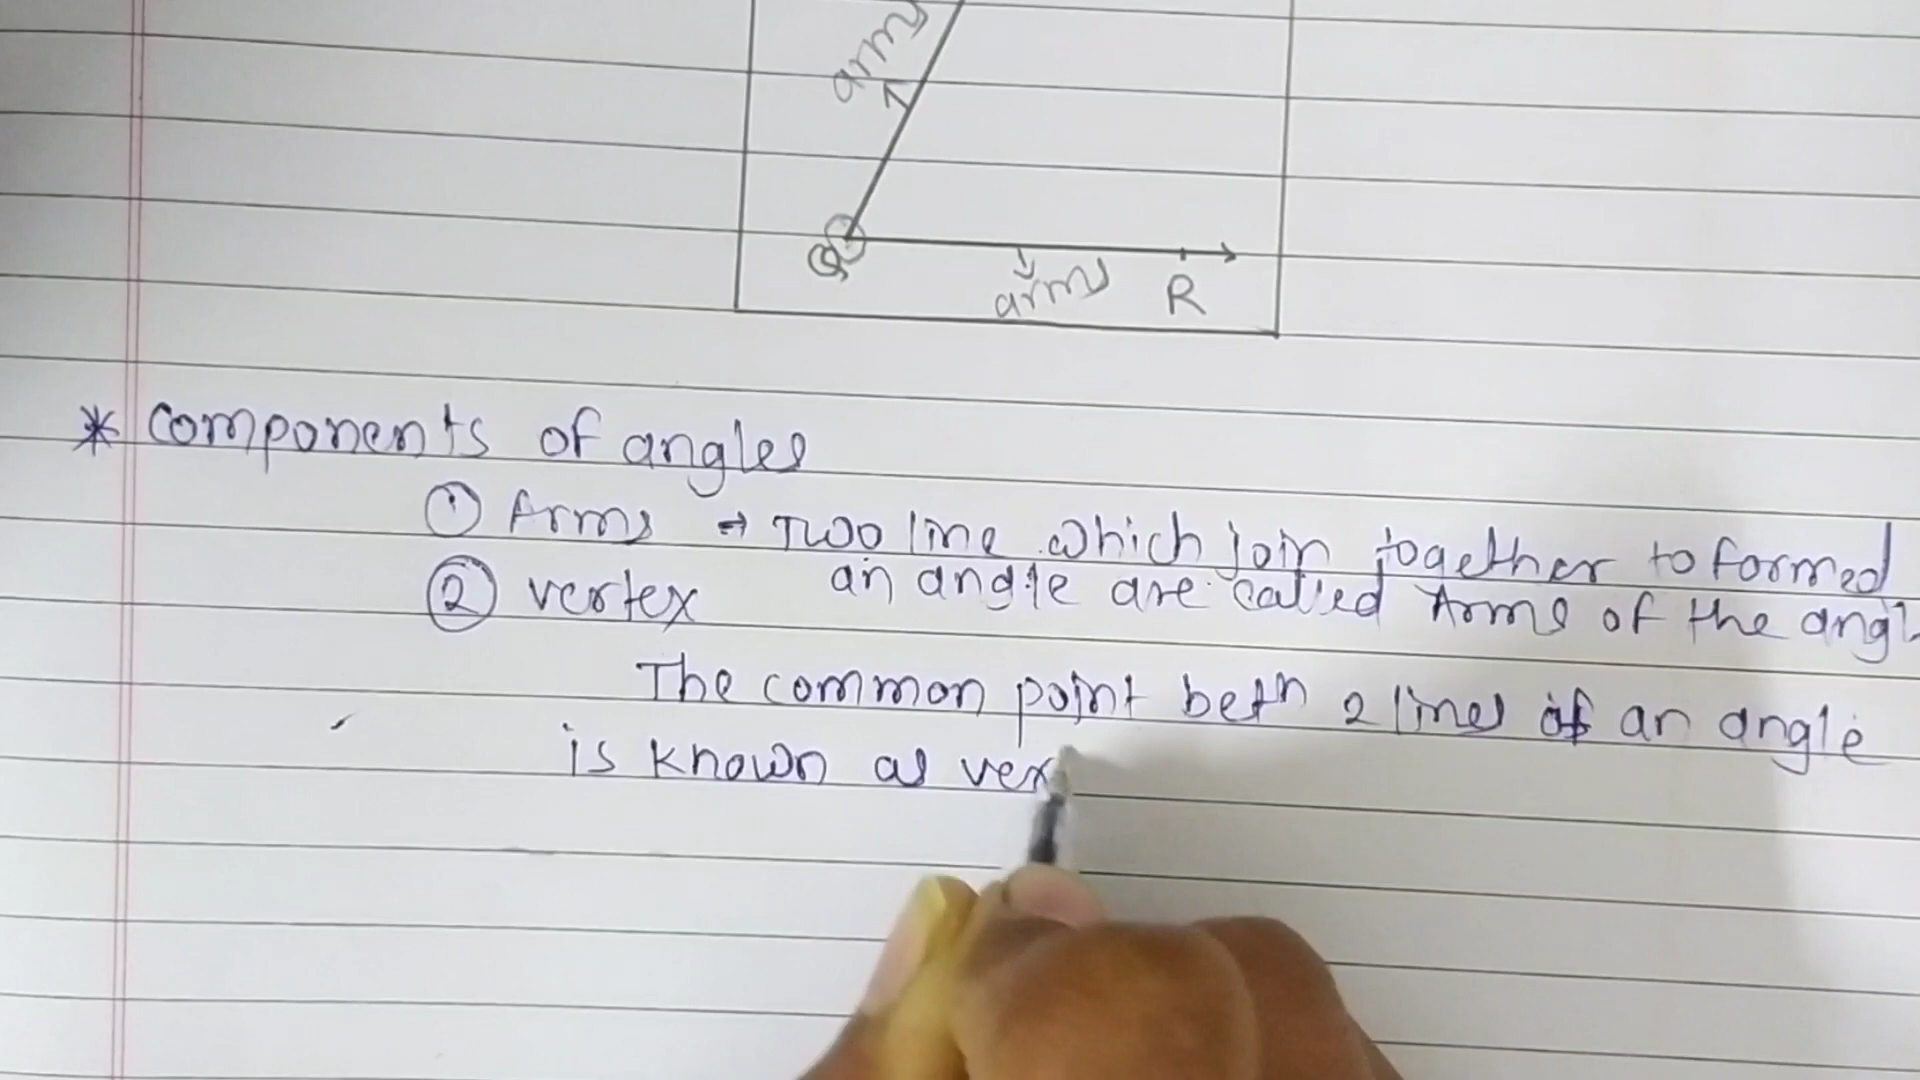 arms
Q
arms
R
* components of angles
① Arms → Two line which join together to formed
an angle are called Arms of the angl
② vertex
The common point betn 2 lines of an angle
is known as ver